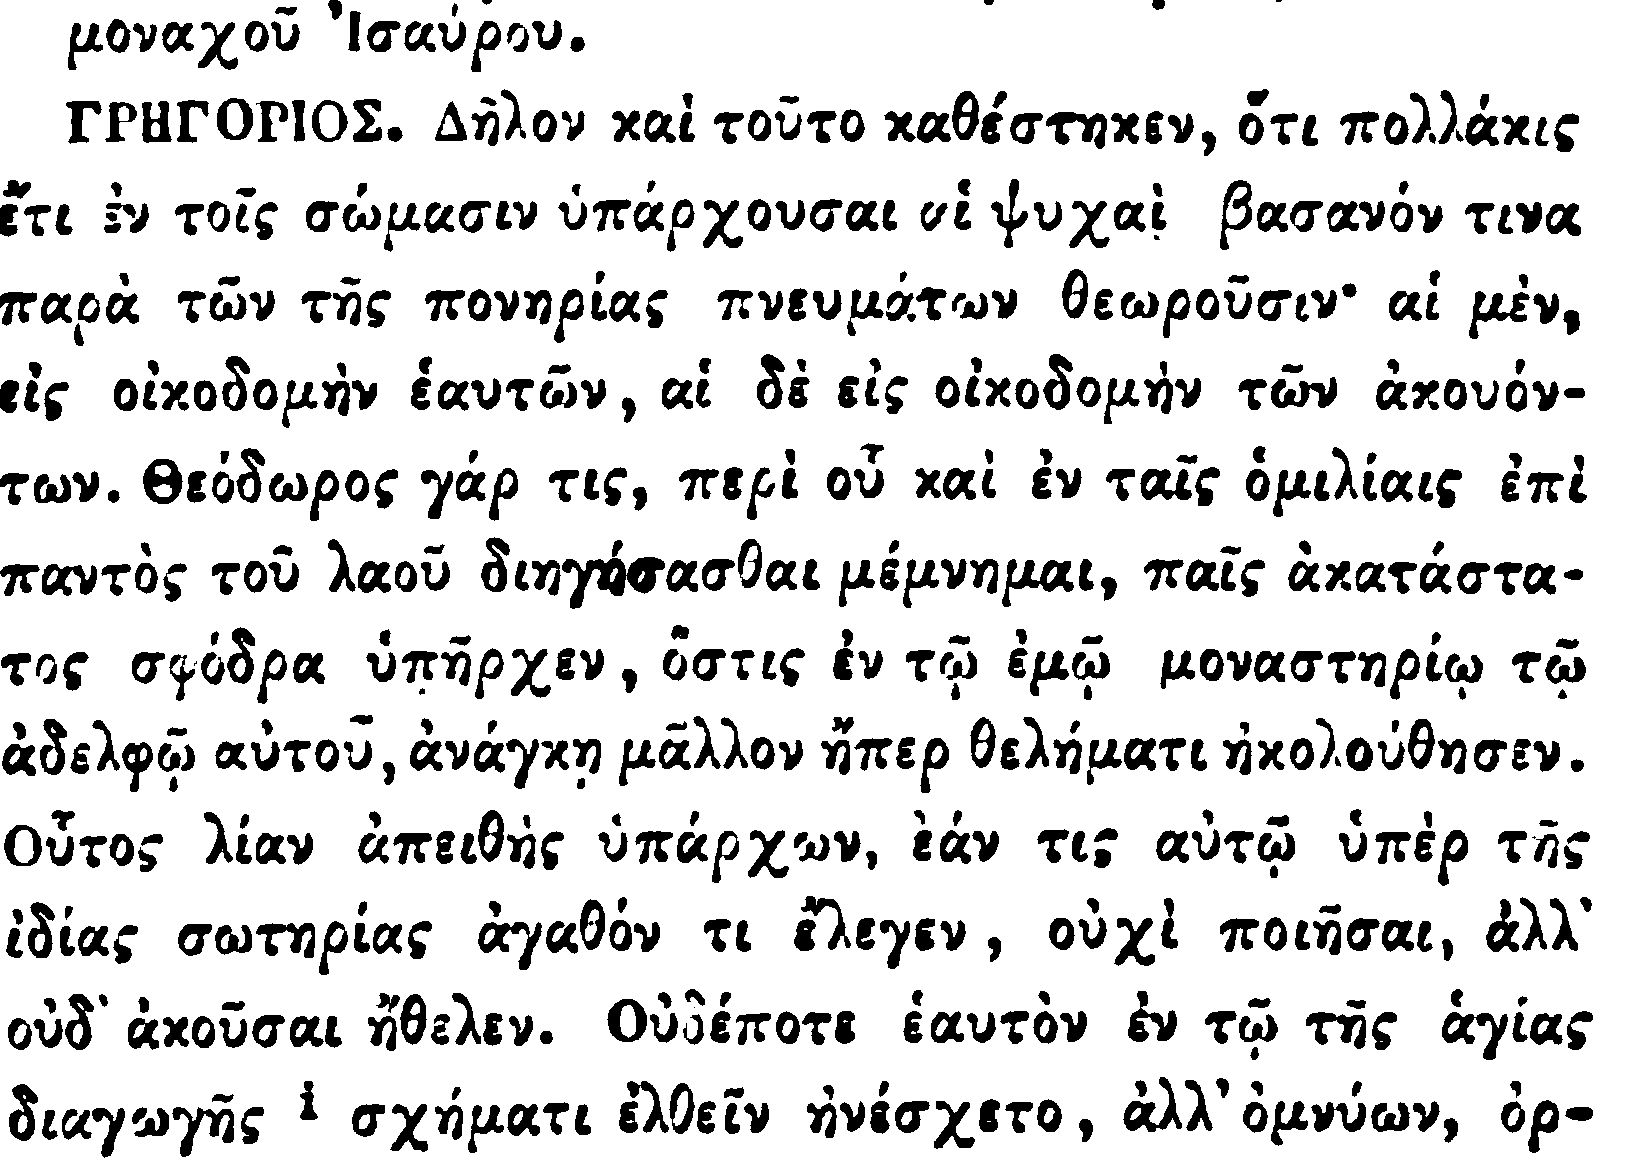 μοναχοῦ Ἰσαύρου.
ΓΡΗΓΟΡΙΟΣ. Δῆλον καὶ τοῦτο καθέστηκεν, ὅτι πολλάκις
ἔτι ἐν τοῖς σώμασιν ὑπάρχουσαι αἱ ψυχαὶ βασανόν τινα
παρὰ τῶν τῆς πονηρίας πνευμάτων θεωροῦσιν· αἱ μὲν,
εἰς οἰκοδομὴν ἑαυτῶν, αἱ δὲ εἰς οἰκοδομὴν τῶν ἀκουόν-
των. Θεόδωρος γάρ τις, περὶ οὗ καὶ ἐν ταῖς ὁμιλίαις ἐπὶ
παντὸς τοῦ λαοῦ διηγήσασθαι μέμνημαι, παῖς ἀκατάστα-
τος σφόδρα ὑπῆρχεν, ὅστις ἐν τῷ ἐμῷ μοναστηρίῳ τῷ
ἀδελφῷ αὐτοῦ, ἀνάγκῃ μᾶλλον ἤπερ θελήματι ἠκολούθησεν.
Οὗτος λίαν ἀπειθὴς ὑπάρχων, ἐάν τις αὐτῷ ὑπὲρ τῆς
ἰδίας σωτηρίας ἀγαθόν τι ἔλεγεν, οὐχὶ ποιῆσαι, ἀλλ'
οὐδ' ἀκοῦσαι ἤθελεν. Οὐδέποτε ἑαυτὸν ἐν τῷ τῆς ἁγίας
διαγωγῆς i σχήματι ἐλθεῖν ἠνέσχετο, ἀλλ' ὀμνύων, ὀρ-